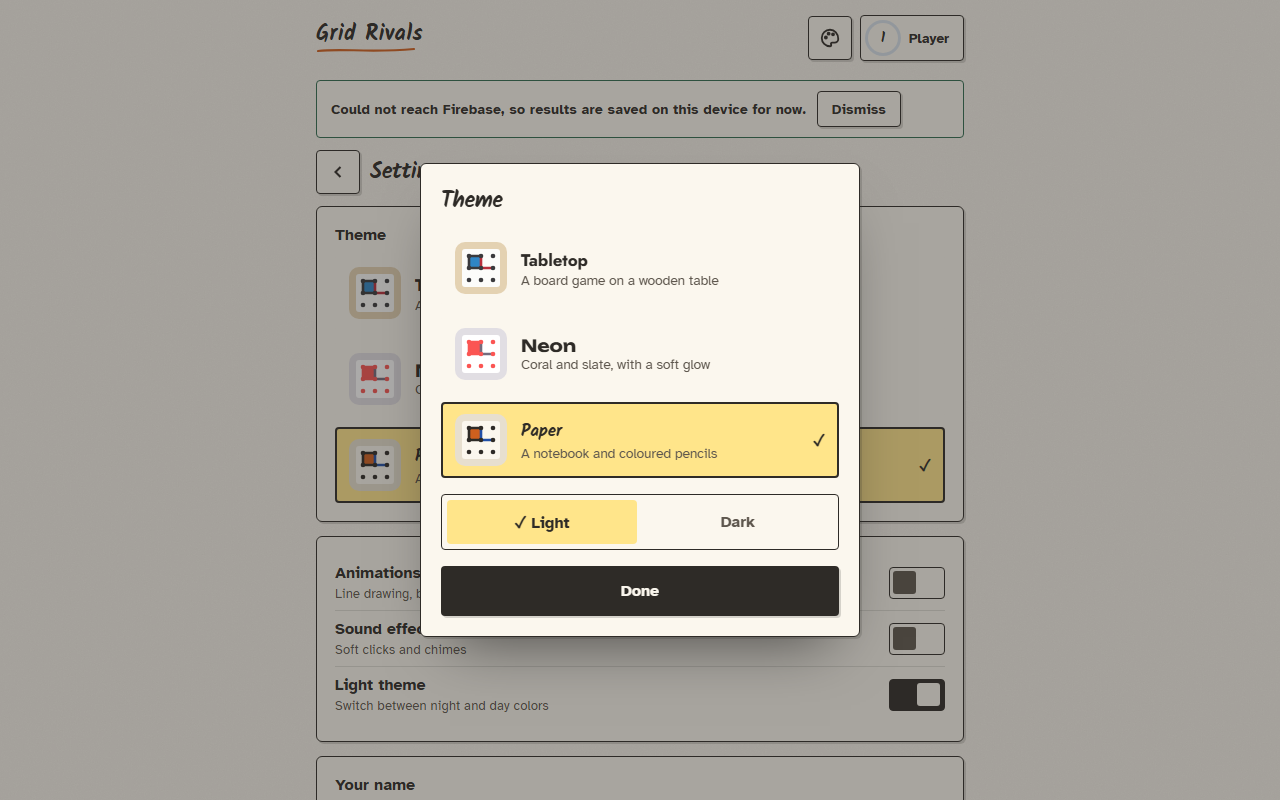 Grid Rivals
Player
Could not reach Firebase, so results are saved on this device for now.
Dismiss
Theme
Theme
Tabletop
A board game on a wooden table
Neon
Coral and slate, with a soft glow
Paper
A notebook and coloured pencils
✓ Light
Dark
Done
Animations
Line drawing,
Soft clicks and chimes
Light theme
Switch between night and day colors
Your name